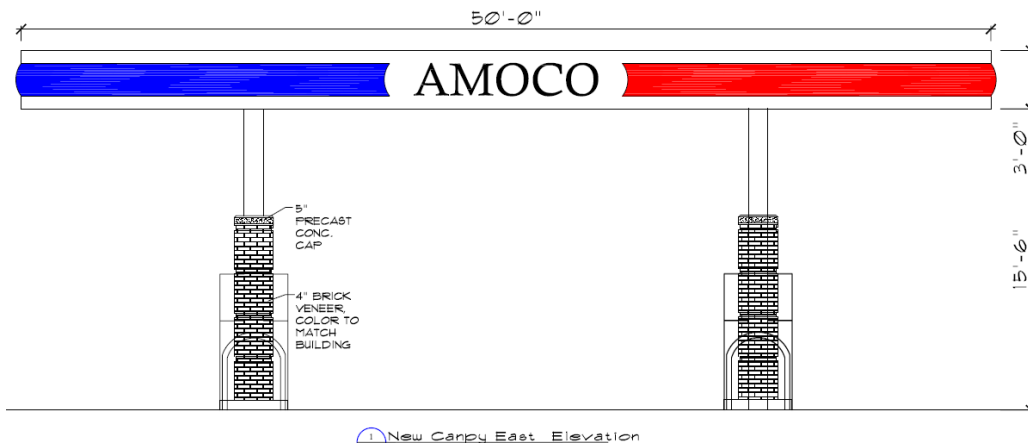 50'-0"
AMOCO
3'-0"
5"
PRECAST
CONC.
CAP
15'-6"
4" BRICK
VENEER,
COLOR TO
MATCH
BUILDING
1 New Canpy East Elevation